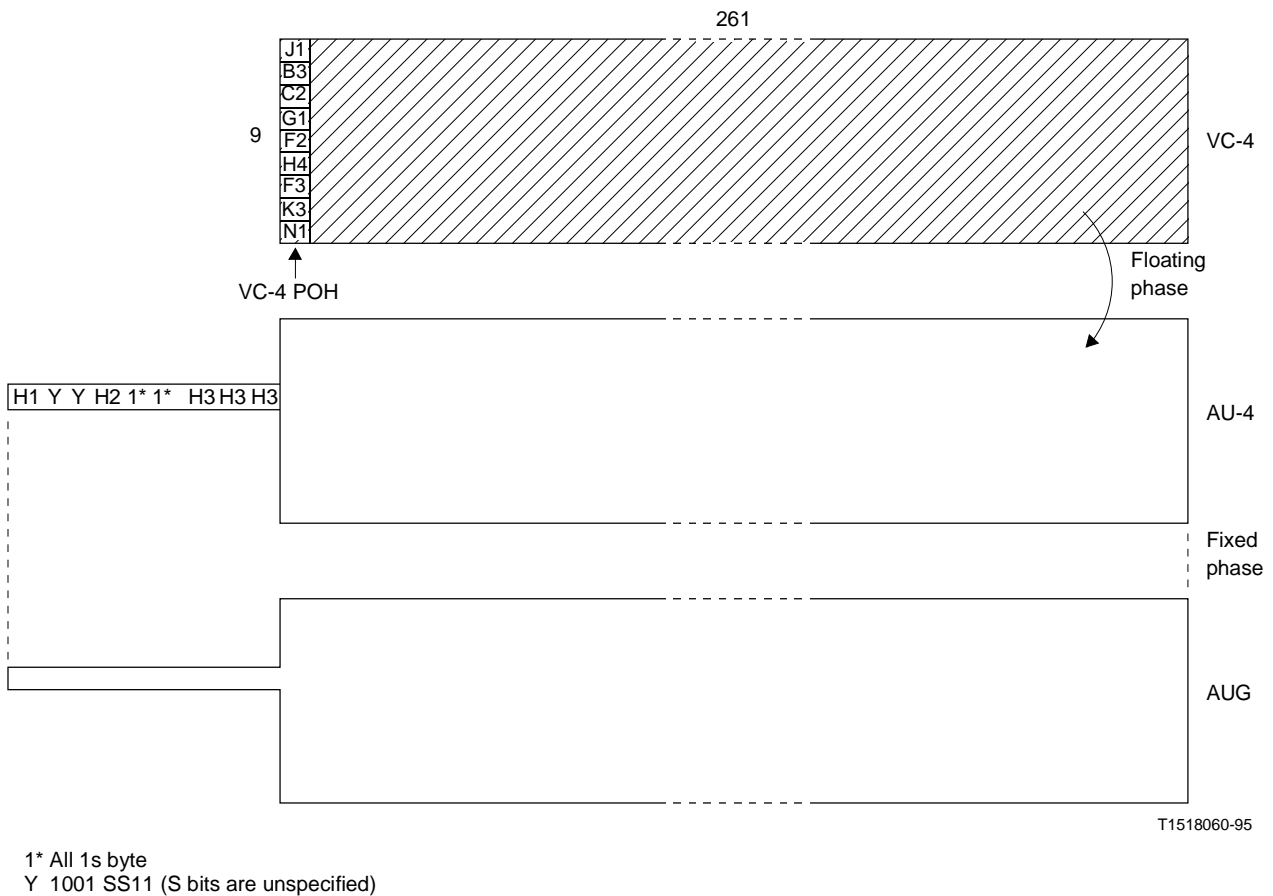 261
J1
B3
C2
G1
9
F2
VC-4
H4
F3
K3
N1
Floating
phase
VC-4 POH
H1 Y Y H2 1* 1* H3 H3 H3
AU-4
Fixed
phase
AUG
T1518060-95
1* All 1s byte
Y 1001 SS11 (S bits are unspecified)